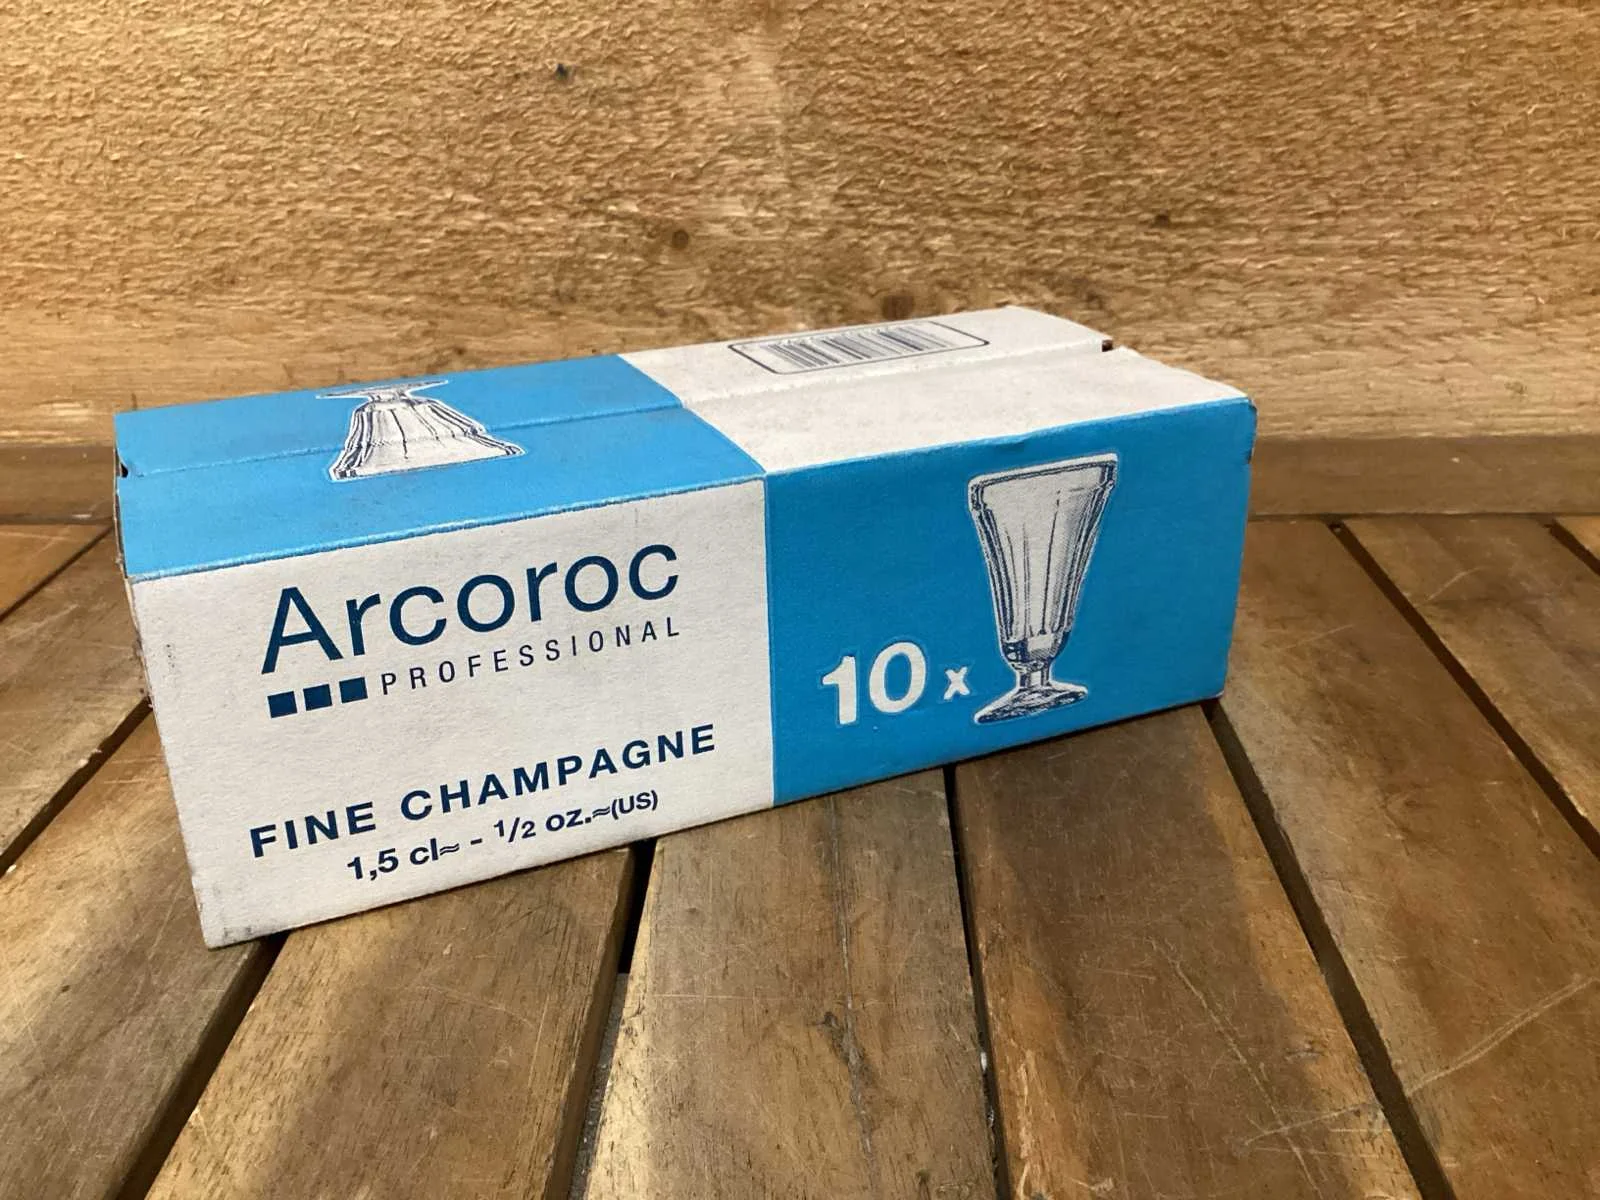 Arcoroc
PROFESSIONAL
FINE CHAMPAGNE
1,5 cl≈ - 1/2 oz.≈(US)
10 x